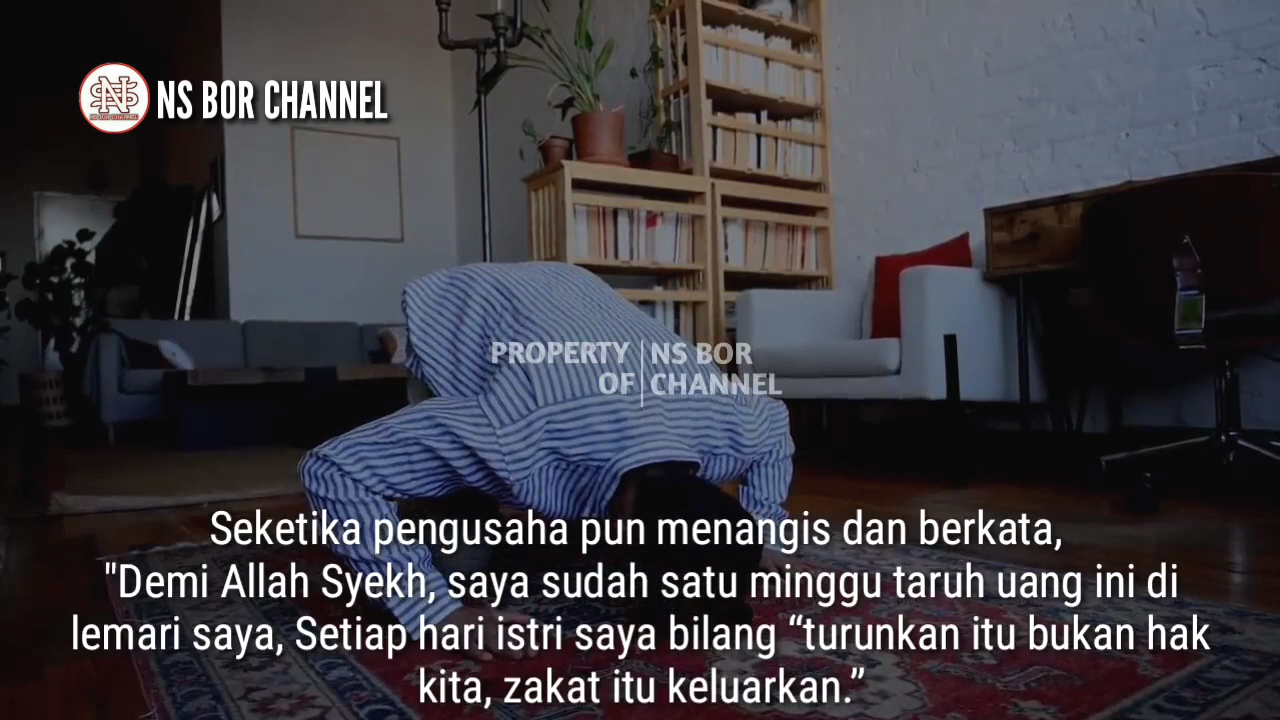 NS BOR CHANNEL
PROPERTY OF NS BOR CHANNEL
Seketika pengusaha pun menangis dan berkata,
"Demi Allah Syekh, saya sudah satu minggu taruh uang ini di
lemari saya, Setiap hari istri saya bilang “turunkan itu bukan hak
kita, zakat itu keluarkan.”